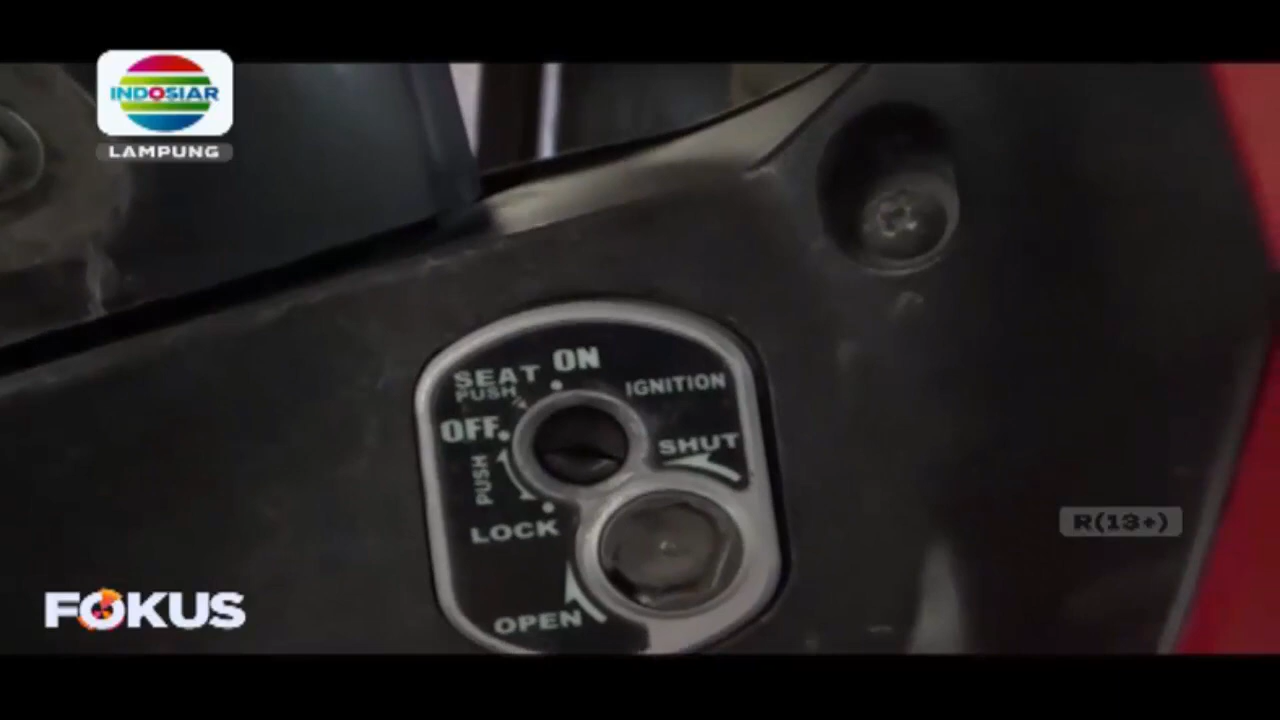 INDOSIAR
LAMPUNG
ON
SEAT
PUSH
IGNITION
OFF
SHUT
PUSH
LOCK
OPEN
R(13+)
FOKUS